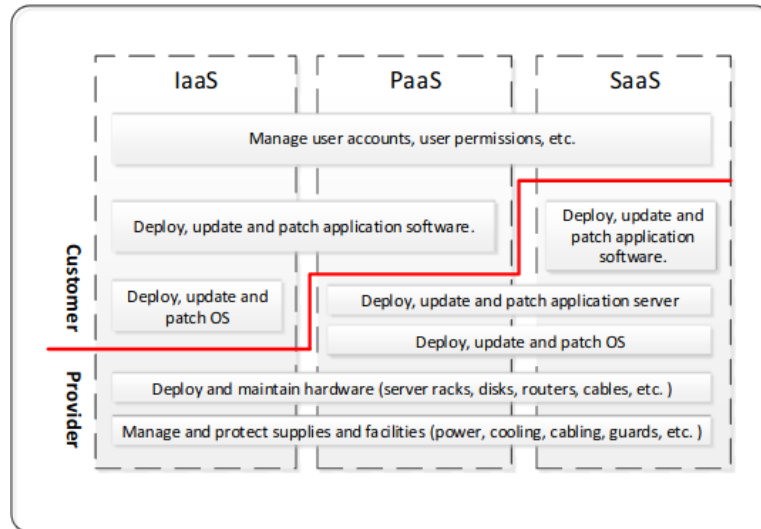 IaaS
PaaS
SaaS
Manage user accounts, user permissions, etc.
Deploy, update and patch application software.
Deploy, update and
patch application
software.
Customer
Deploy, update and
patch OS
Deploy, update and patch application server
Deploy, update and patch OS
Provider
Deploy and maintain hardware (server racks, disks, routers, cables, etc. )
Manage and protect supplies and facilities (power, cooling, cabling, guards, etc. )